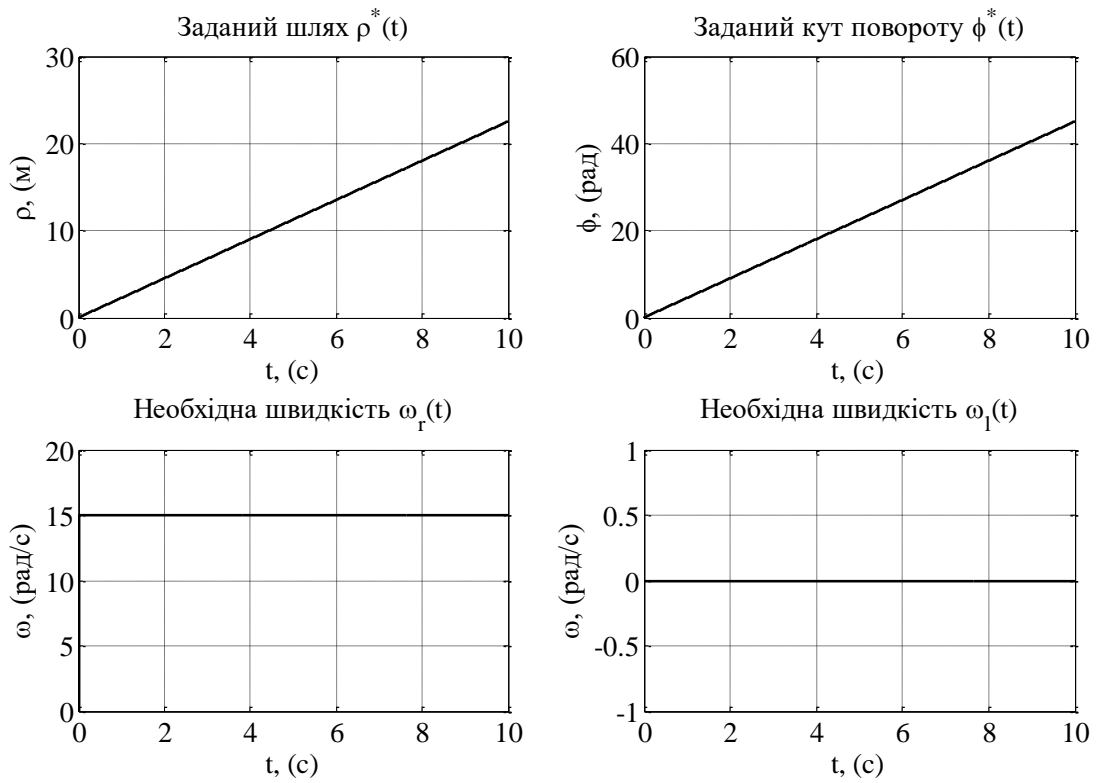 Заданий шлях ρ*(t)
30
20
10
0
ρ, (м)
0 2 4 6 8 10
t, (с)
Заданий кут повороту ϕ*(t)
60
40
20
0
ϕ, (рад)
0 2 4 6 8 10
t, (с)
Необхідна швидкість ω_r(t)
20
15
10
5
0
ω, (рад/с)
0 2 4 6 8 10
t, (с)
Необхідна швидкість ω_l(t)
1
0.5
0
-0.5
-1
ω, (рад/с)
0 2 4 6 8 10
t, (с)